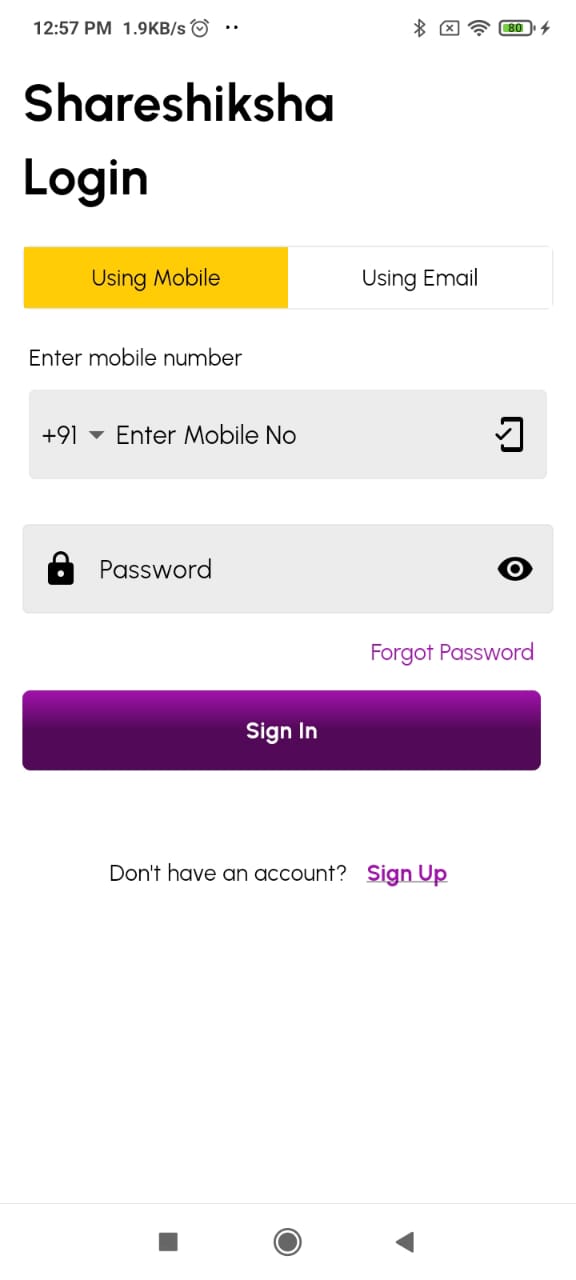 12:57 PM 1.9KB/s ··
80
Shareshiksha
Login
Using Mobile Using Email
Enter mobile number
+91 Enter Mobile No
Password
Forgot Password
Sign In
Don't have an account? Sign Up